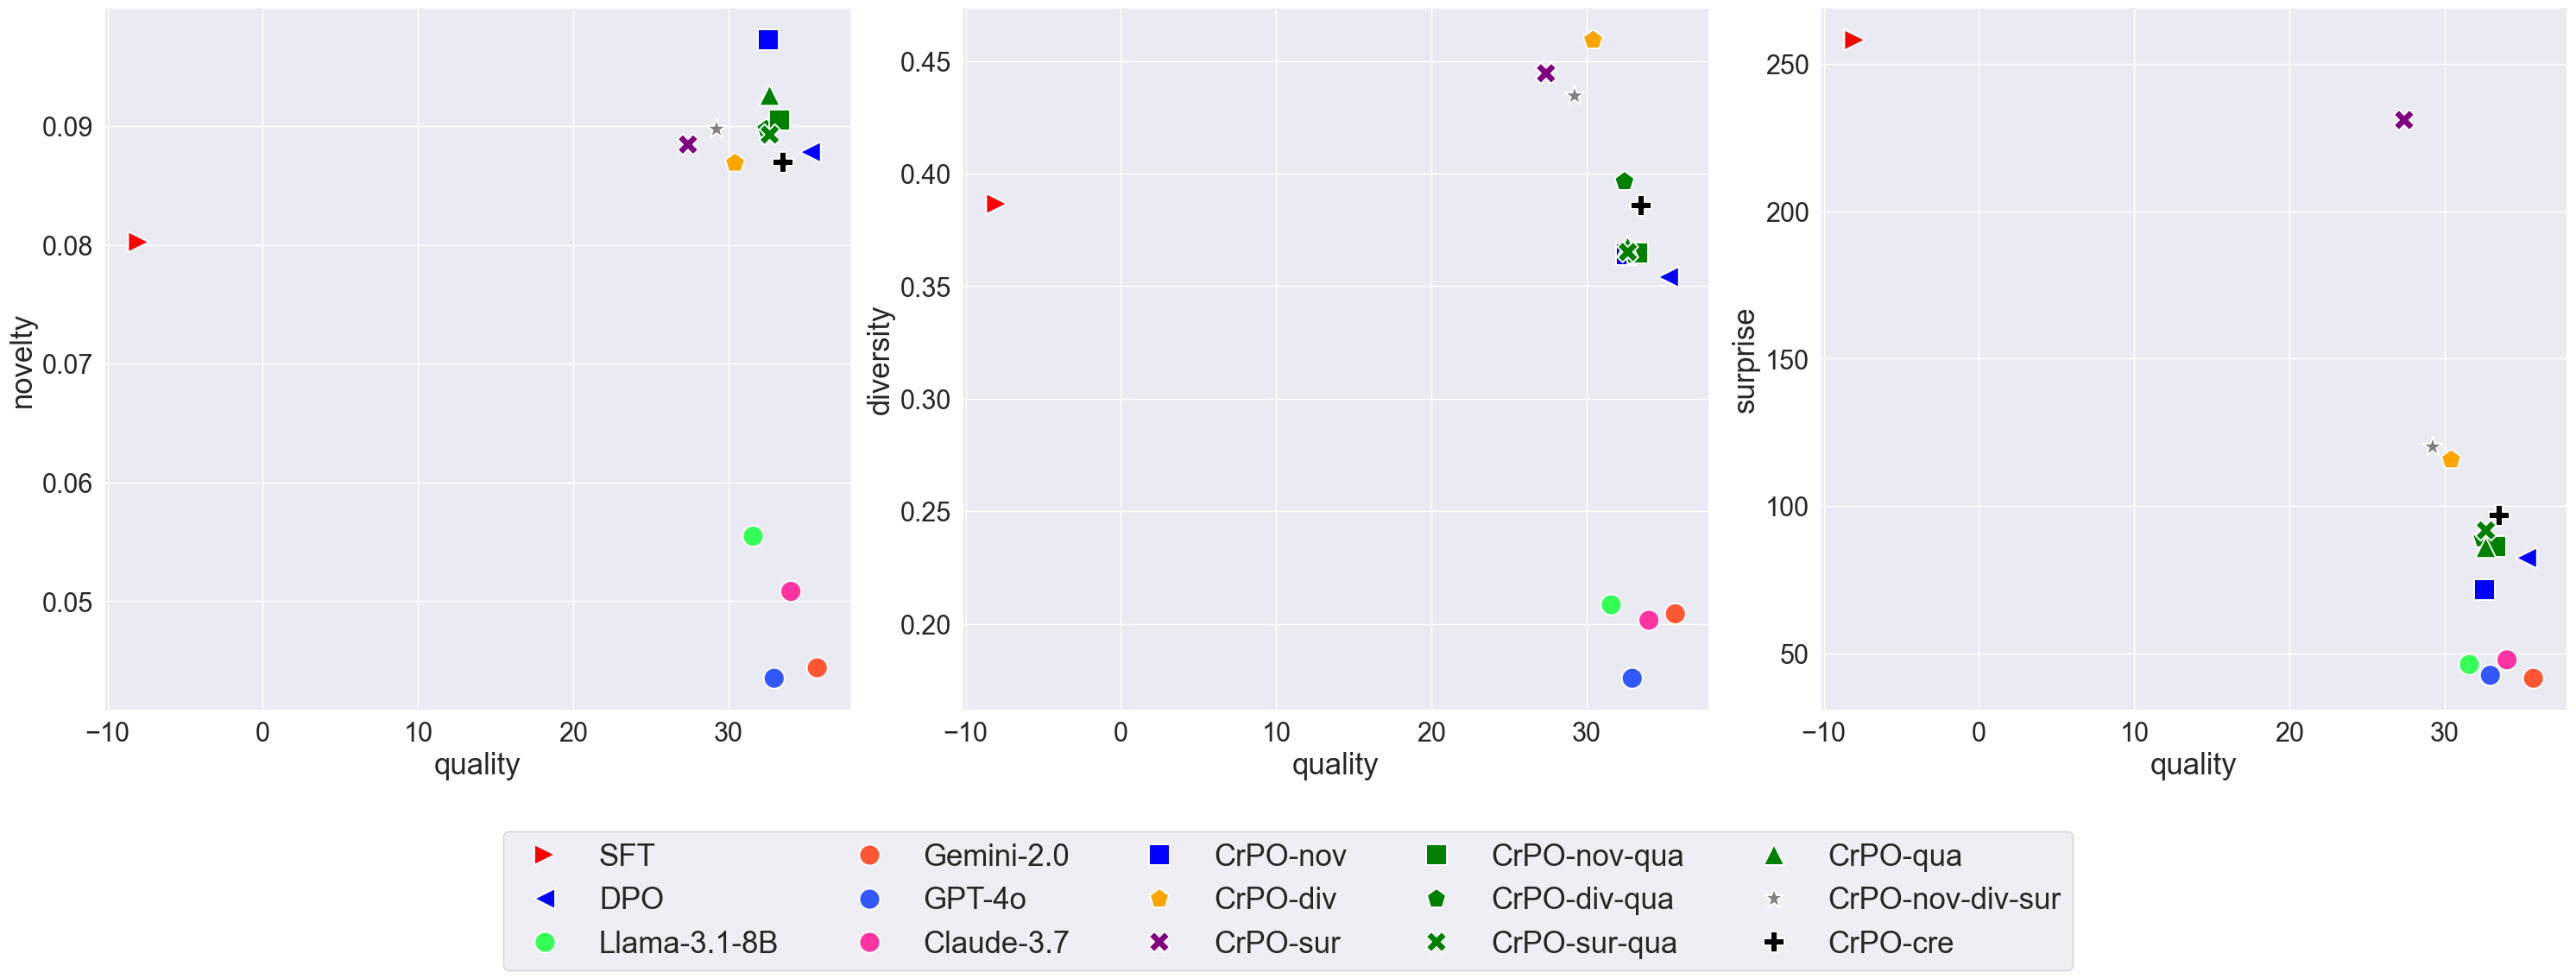 novelty
0.09
0.08
0.07
0.06
0.05
−10 0 10 20 30
quality
diversity
0.45
0.40
0.35
0.30
0.25
0.20
−10 0 10 20 30
quality
surprise
250
200
150
100
50
−10 0 10 20 30
quality
SFT Gemini-2.0 CrPO-nov CrPO-nov-qua CrPO-qua
DPO GPT-4o CrPO-div CrPO-div-qua CrPO-nov-div-sur
Llama-3.1-8B Claude-3.7 CrPO-sur CrPO-sur-qua CrPO-cre